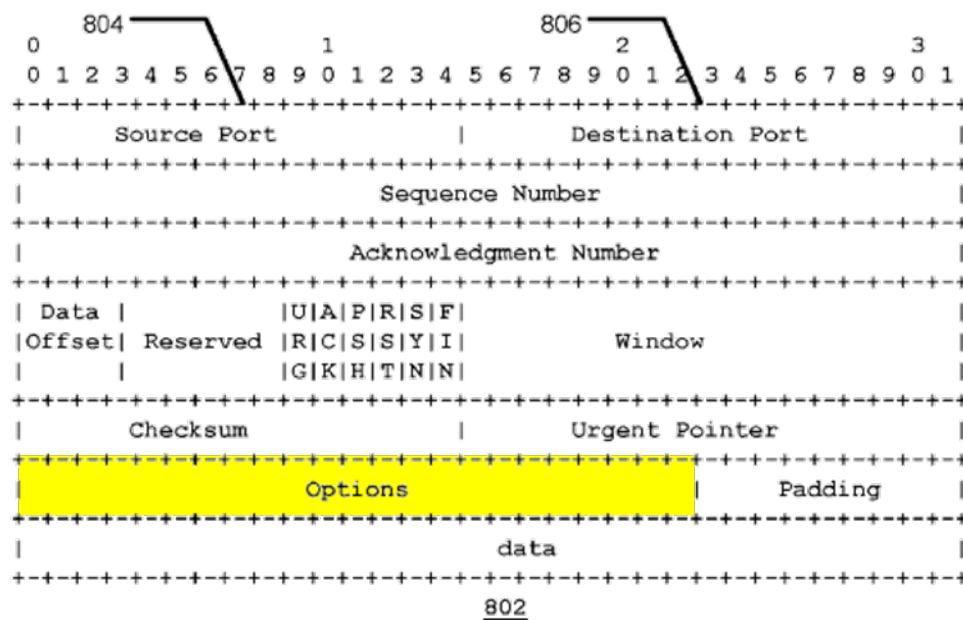 804 806
0 1 2 3
0 1 2 3 4 5 6 7 8 9 0 1 2 3 4 5 6 7 8 9 0 1 2 3 4 5 6 7 8 9 0 1
+-+-+-+-+-+-+-+-+-+-+-+-+-+-+-+-+-+-+-+-+-+-+-+-+-+-+-+-+-+-+-+-+
| Source Port | Destination Port |
+-+-+-+-+-+-+-+-+-+-+-+-+-+-+-+-+-+-+-+-+-+-+-+-+-+-+-+-+-+-+-+-+
| Sequence Number |
+-+-+-+-+-+-+-+-+-+-+-+-+-+-+-+-+-+-+-+-+-+-+-+-+-+-+-+-+-+-+-+-+
| Acknowledgment Number |
+-+-+-+-+-+-+-+-+-+-+-+-+-+-+-+-+-+-+-+-+-+-+-+-+-+-+-+-+-+-+-+-+
| Data |U|A|P|R|S|F| |
|Offset| Reserved |R|C|S|S|Y|I| Window |
| | |G|K|H|T|N|N| |
+-+-+-+-+-+-+-+-+-+-+-+-+-+-+-+-+-+-+-+-+-+-+-+-+-+-+-+-+-+-+-+-+
| Checksum | Urgent Pointer |
+-+-+-+-+-+-+-+-+-+-+-+-+-+-+-+-+-+-+-+-+-+-+-+-+-+-+-+-+-+-+-+-+
| Options | Padding |
+-+-+-+-+-+-+-+-+-+-+-+-+-+-+-+-+-+-+-+-+-+-+-+-+-+-+-+-+-+-+-+-+
| data |
+-+-+-+-+-+-+-+-+-+-+-+-+-+-+-+-+-+-+-+-+-+-+-+-+-+-+-+-+-+-+-+-+
802